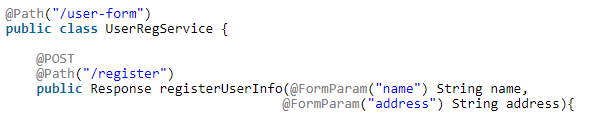 @Path("/user-form")
public class UserRegService {
@POST
@Path("/register")
public Response registerUserInfo(@FormParam("name") String name,
@FormParam("address") String address){